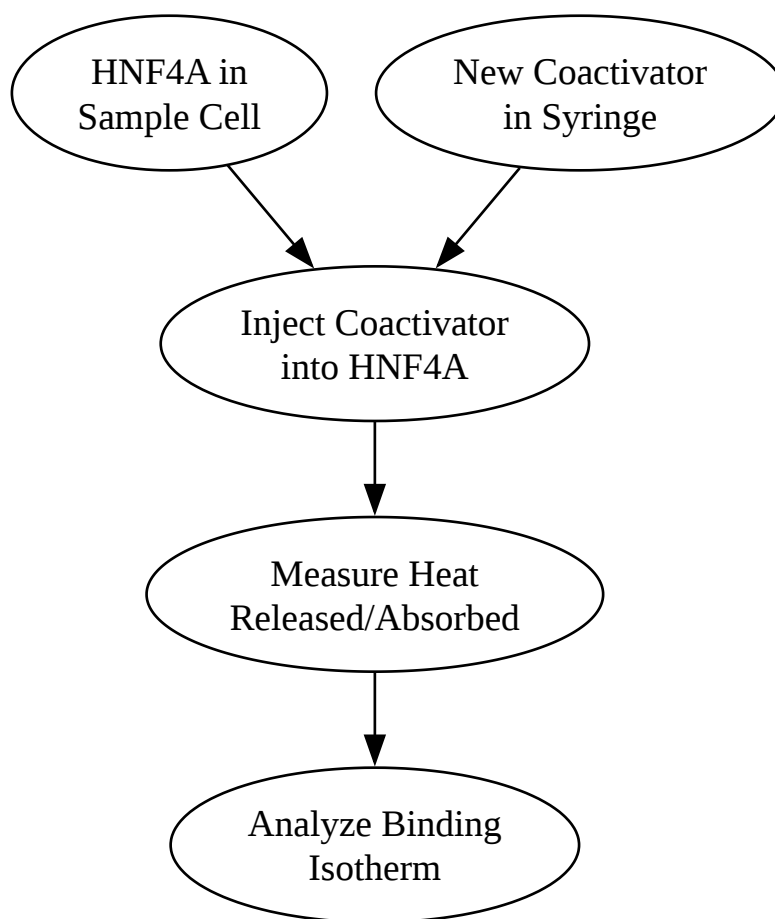 HNF4A in
Sample Cell
New Coactivator
in Syringe
Inject Coactivator
into HNF4A
Measure Heat
Released/Absorbed
Analyze Binding
Isotherm